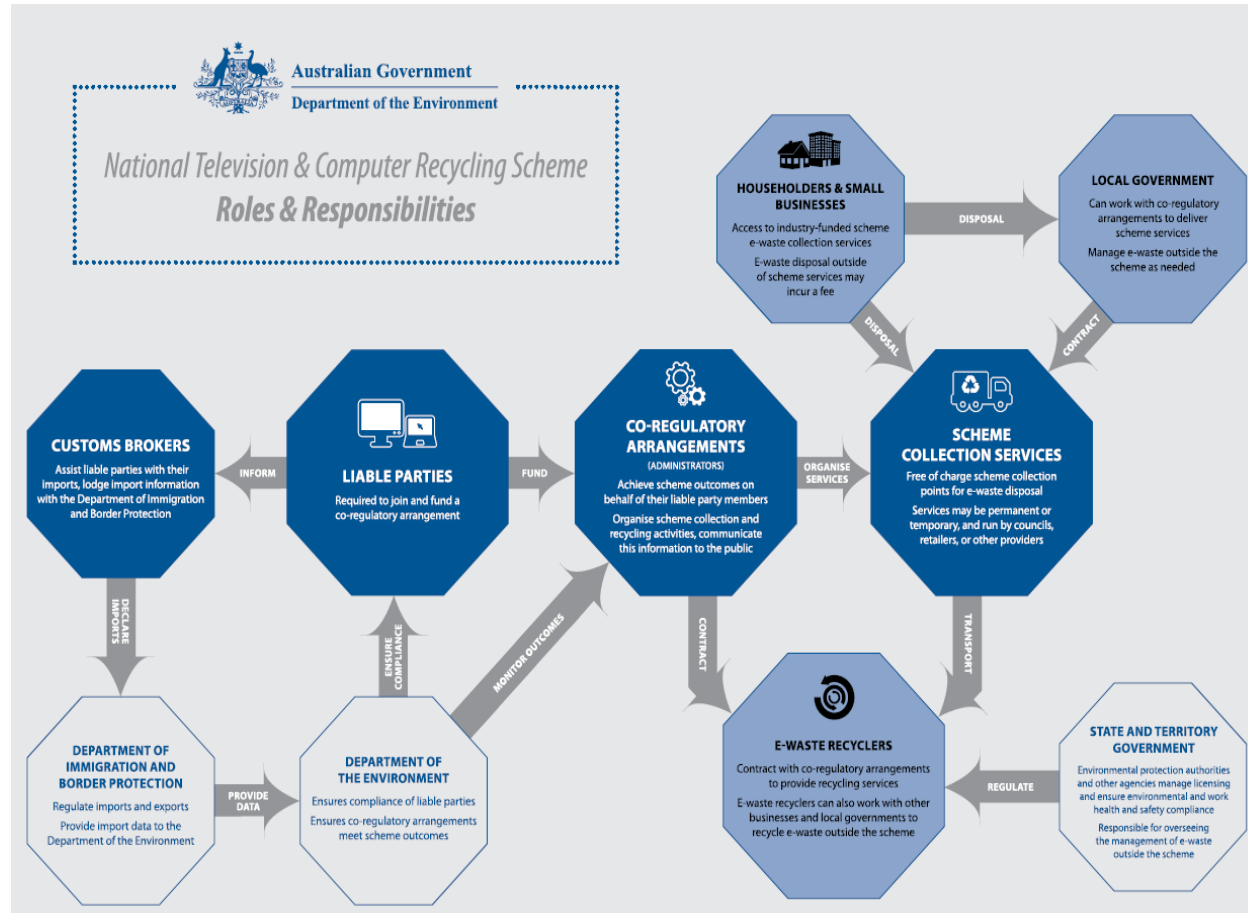 Australian Government
Department of the Environment
National Television & Computer Recycling Scheme
Roles & Responsibilities
HOUSEHOLDERS & SMALL
BUSINESSES
Access to industry-funded scheme
e-waste collection services
E-waste disposal outside
of scheme services may
incur a fee
DISPOSAL
LOCAL GOVERNMENT
Can work with co-regulatory
arrangements to deliver
scheme services
Manage e-waste outside the
scheme as needed
DISPOSAL
CONTRACT
CUSTOMS BROKERS
Assist liable parties with their
imports, lodge import information
with the Department of Immigration
and Border Protection
INFORM
LIABLE PARTIES
Required to join and fund a
co-regulatory arrangement
FUND
CO-REGULATORY
ARRANGEMENTS
(ADMINISTRATORS)
Achieve scheme outcomes on
behalf of their liable party members
Organise scheme collection and
recycling activities, communicate
this information to the public
ORGANISE
SERVICES
SCHEME
COLLECTION SERVICES
Free of charge scheme collection
points for e-waste disposal
Services may be permanent or
temporary, and run by councils,
retailers, or other providers
DECLARE
IMPORTS
ENSURE
COMPLIANCE
MONITOR OUTCOMES
CONTRACT
TRANSPORT
DEPARTMENT OF
IMMIGRATION AND
BORDER PROTECTION
Regulate imports and exports
Provide import data to the
Department of the Environment
PROVIDE
DATA
DEPARTMENT OF
THE ENVIRONMENT
Ensures compliance of liable parties
Ensures co-regulatory arrangements
meet scheme outcomes
E-WASTE RECYCLERS
Contract with co-regulatory arrangements
to provide recycling services
E-waste recyclers can also work with other
businesses and local governments to
recycle e-waste outside the scheme
REGULATE
STATE AND TERRITORY
GOVERNMENT
Environmental protection authorities
and other agencies manage licensing
and ensure environmental and work
health and safety compliance
Responsible for overseeing
the management of e-waste
outside the scheme